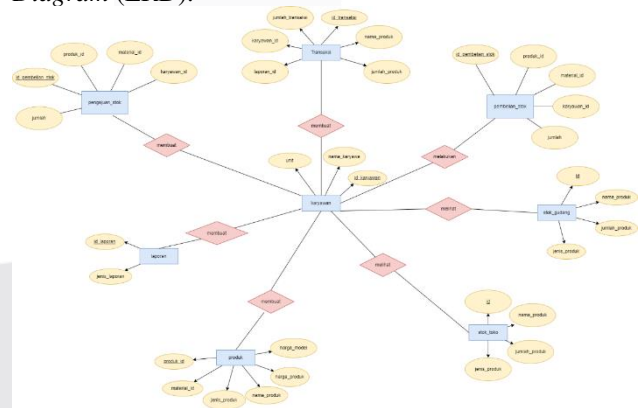 Diagram (ERD).
jumlah_transaksi
id_transaksi
produk_id
material_id
karyawan_id
nama_produk
id_pembelian_stok
produk_id
id_pembelian_stok
karyawan_id
Transaksi
laporan_id
jumlah_produk
material_id
pengajuan_stok
pembelian_stok
karyawan_id
jumlah
membuat
jumlah
membuat
melakukan
nama_karyawan
id_karyawan
id
karyawan
melihat
nama_produk
stok_gudang
membuat
jumlah_produk
id_laporan
laporan
jenis_produk
jenis_laporan
melihat
membuat
id
nama_produk
stok_toko
harga_modal
produk_id
produk
jumlah_produk
jenis_produk
harga_produk
material_id
jenis_produk
nama_produk